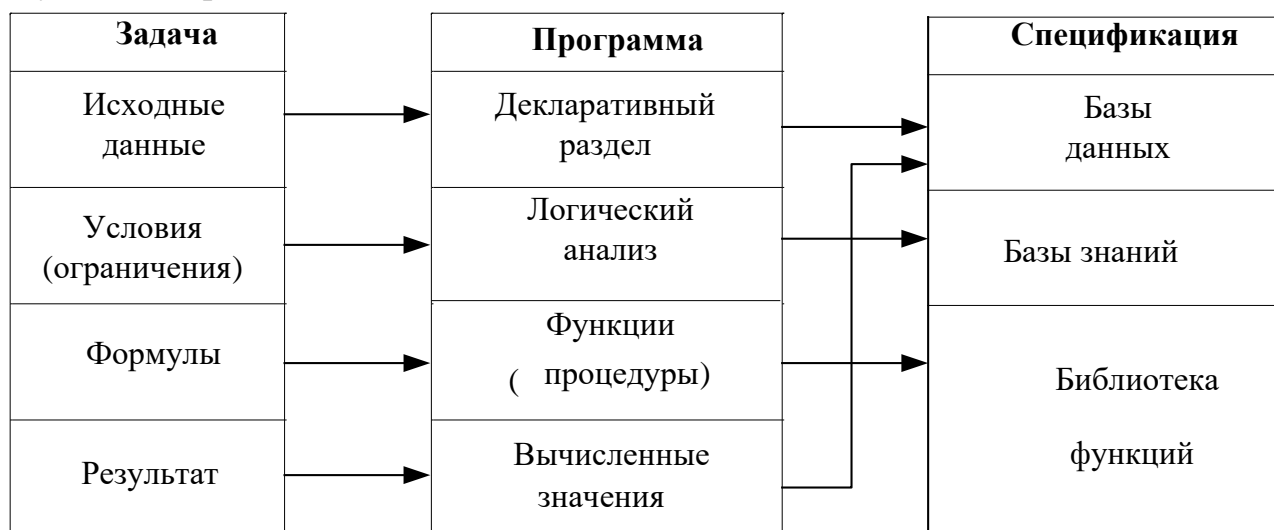 Задача
Исходные
данные
Условия
(ограничения)
Формулы
Результат
Программа
Декларативный
раздел
Логический
анализ
Функции
( процедуры)
Вычисленные
значения
Спецификация
Базы
данных
Базы знаний
Библиотека
функций